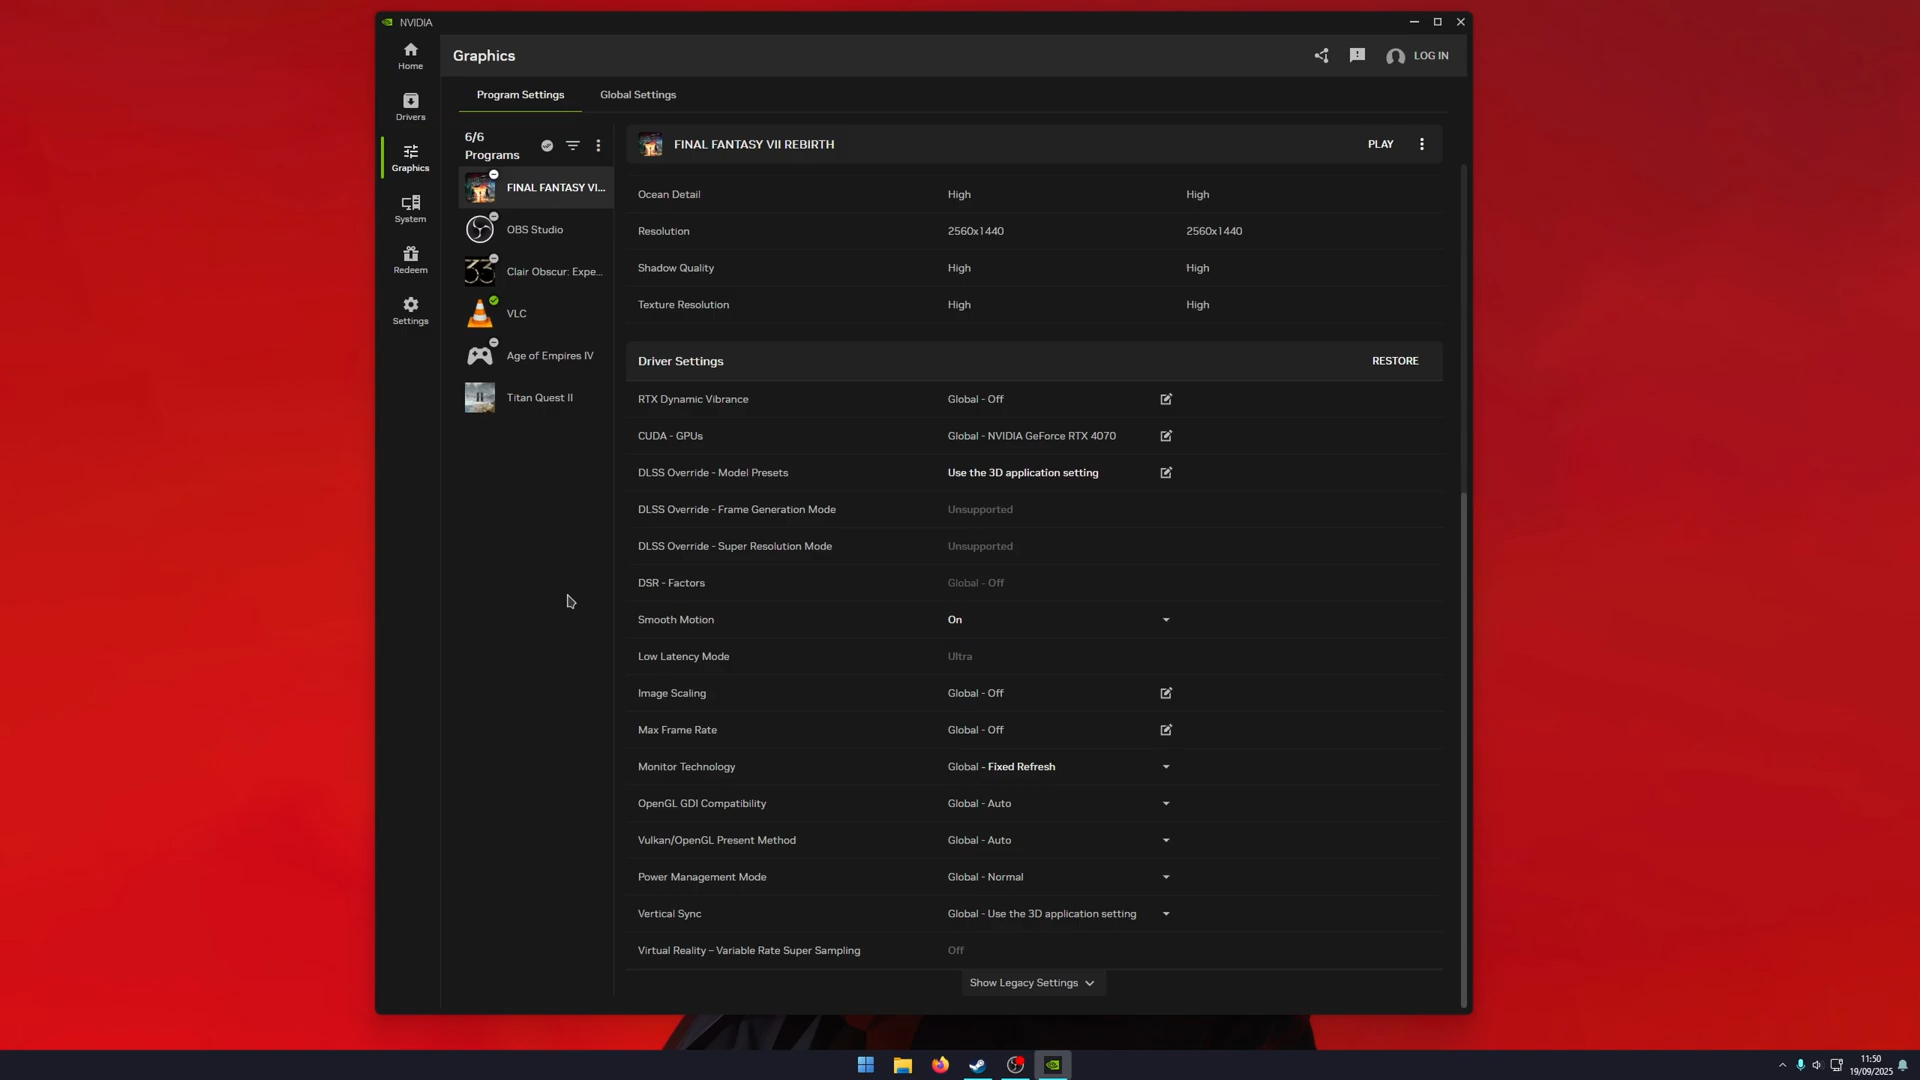 NVIDIA
Home
Drivers
Graphics
System
Redeem
Settings
Graphics
LOG IN
Program Settings
Global Settings
6/6
Programs
FINAL FANTASY VI...
OBS Studio
Clair Obscur: Expe...
VLC
Age of Empires IV
Titan Quest II
FINAL FANTASY VII REBIRTH
PLAY
Ocean Detail High High
Resolution 2560x1440 2560x1440
Shadow Quality High High
Texture Resolution High High
Driver Settings RESTORE
RTX Dynamic Vibrance Global - Off
CUDA - GPUs Global - NVIDIA GeForce RTX 4070
DLSS Override - Model Presets Use the 3D application setting
DLSS Override - Frame Generation Mode Unsupported
DLSS Override - Super Resolution Mode Unsupported
DSR - Factors Global - Off
Smooth Motion On
Low Latency Mode Ultra
Image Scaling Global - Off
Max Frame Rate Global - Off
Monitor Technology Global - Fixed Refresh
OpenGL GDI Compatibility Global - Auto
Vulkan/OpenGL Present Method Global - Auto
Power Management Mode Global - Normal
Vertical Sync Global - Use the 3D application setting
Virtual Reality – Variable Rate Super Sampling Off
Show Legacy Settings
11:50
19/09/2025